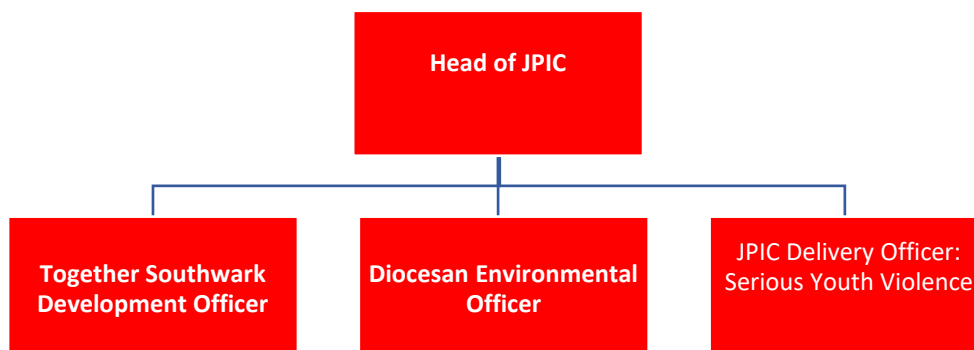 Head of JPIC
Together Southwark
Development Officer
Diocesan Environmental
Officer
JPIC Delivery Officer:
Serious Youth Violence